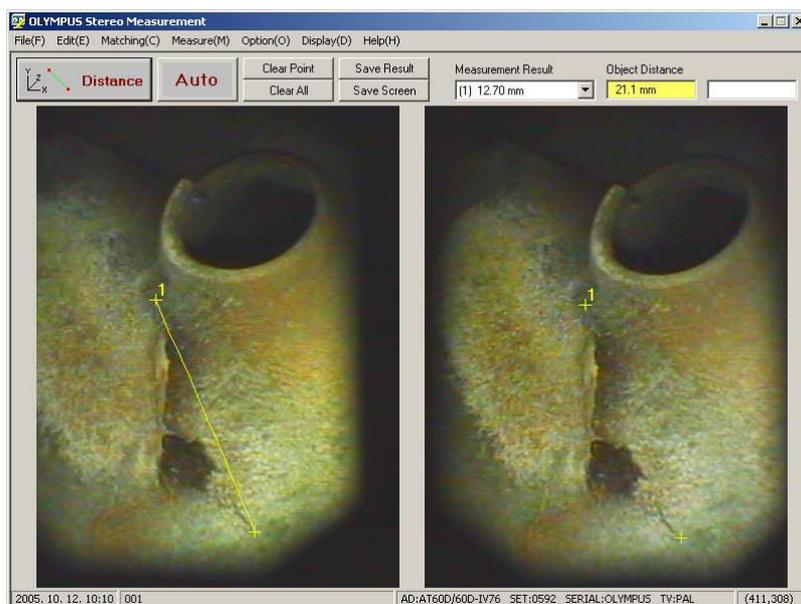 OLYMPUS Stereo Measurement
File(F) Edit(E) Matching(C) Measure(M) Option(O) Display(D) Help(H)
Distance Auto Clear Point Save Result Measurement Result Object Distance
Y Z X Clear All Save Screen (1) 12.70 mm 21.1 mm
1 1
2005. 10. 12. 10:10 001 AD:AT60D/60D-IV76 SET:0592 SERIAL:OLYMPUS TV:PAL (411,308)